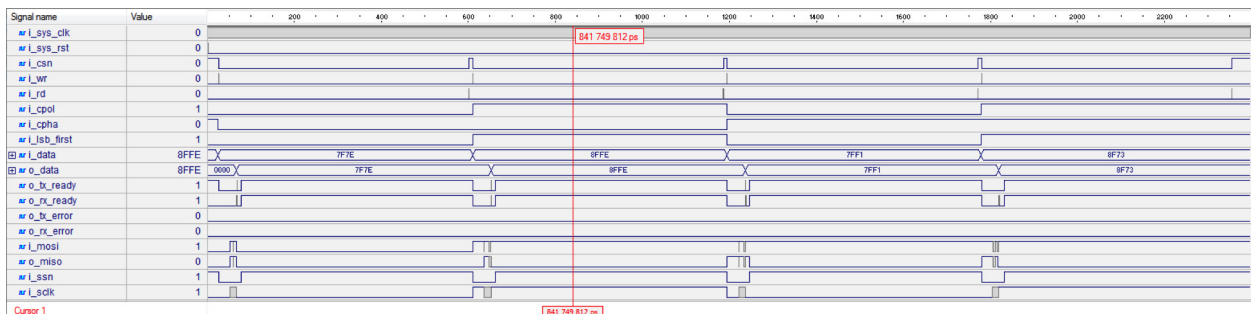 Signal name Value 200 400 600 800 1000 1200 1400 1600 1800 2000 2200
i_sys_clk 0
841 749 812 ps
i_sys_rst 0
i_csn 0
i_wr 0
i_rd 0
i_cpol 1
i_cpha 0
i_lsb_first 1
i_data 8FFE 7F7E 8FFE 7FF1 8F73
o_data 8FFE 0000 7F7E 8FFE 7FF1 8F73
o_tx_ready 1
o_rx_ready 1
o_tx_error 0
o_rx_error 0
i_mosi 1
o_miso 0
i_ssn 1
i_sclk 1
Cursor 1 841 749 812 ps